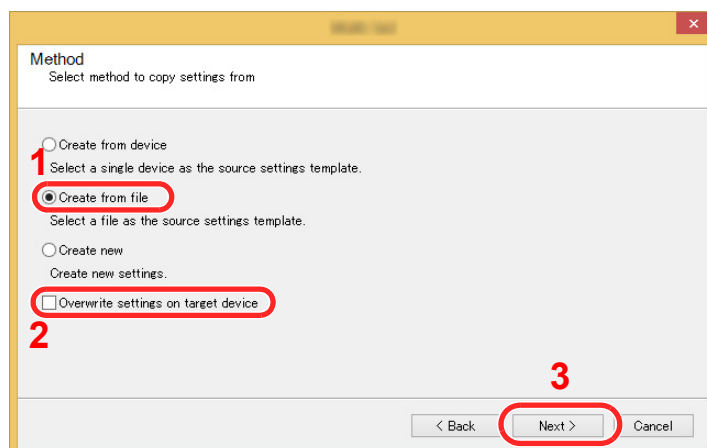 Method
Select method to copy settings from
Create from device
1
Select a single device as the source settings template.
Create from file
Select a file as the source settings template.
Create new
Create new settings.
Overwrite settings on target device
2
3
< Back Next > Cancel